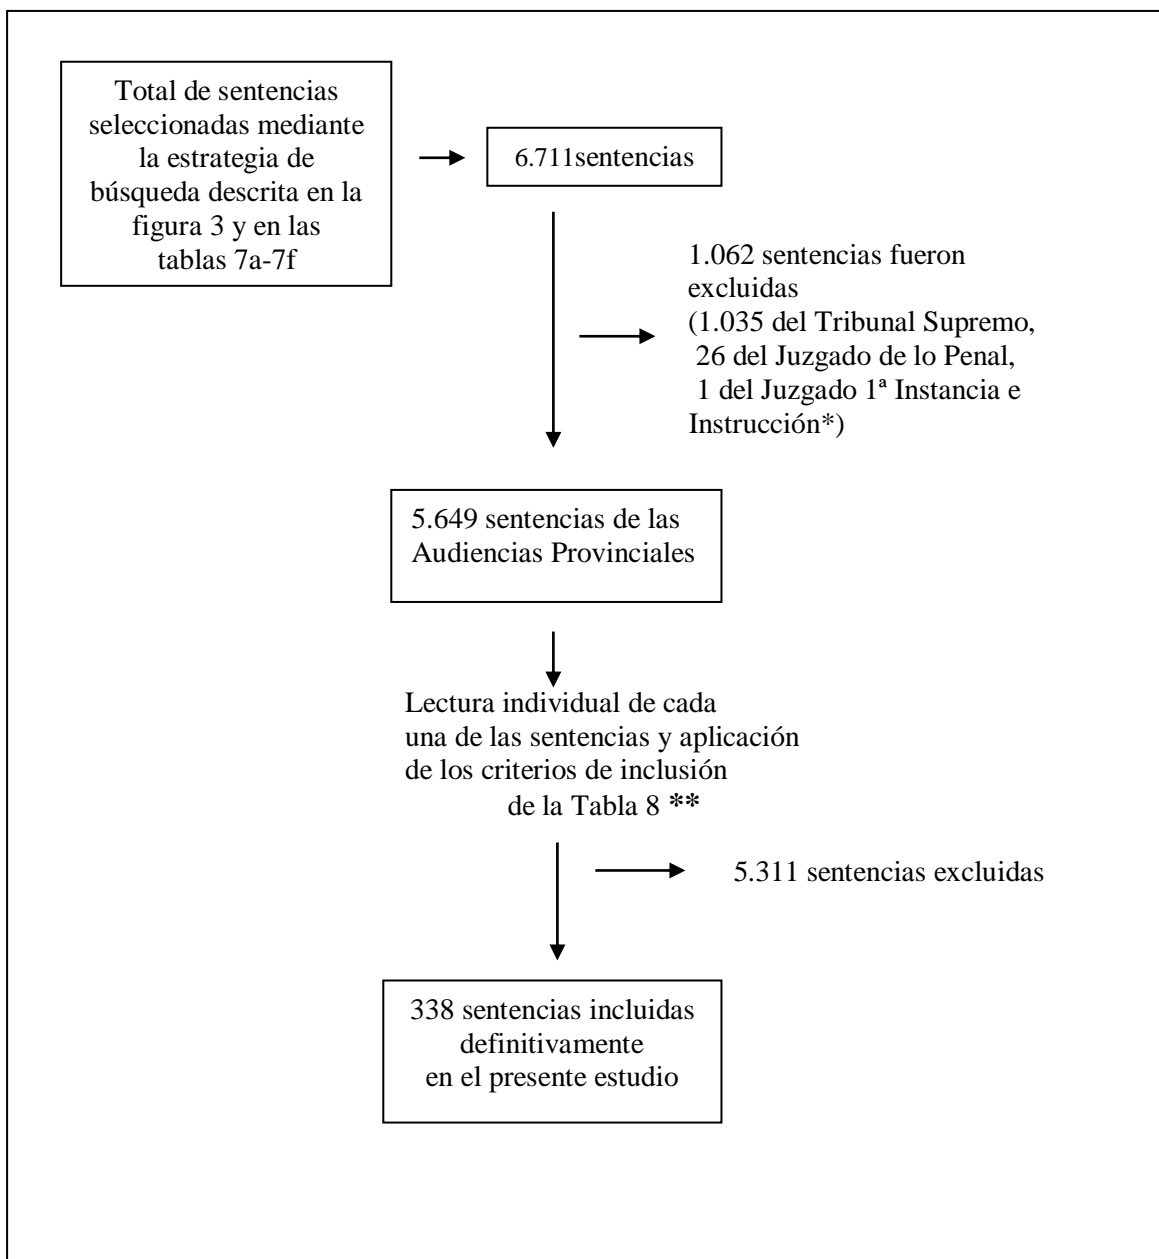 Total de sentencias
seleccionadas mediante
la estrategia de
búsqueda descrita en la
figura 3 y en las
tablas 7a-7f
6.711sentencias
1.062 sentencias fueron
excluidas
(1.035 del Tribunal Supremo,
26 del Juzgado de lo Penal,
1 del Juzgado 1ª Instancia e
Instrucción*)
5.649 sentencias de las
Audiencias Provinciales
Lectura individual de cada
una de las sentencias y aplicación
de los criterios de inclusión
de la Tabla 8 **
5.311 sentencias excluidas
338 sentencias incluidas
definitivamente
en el presente estudio